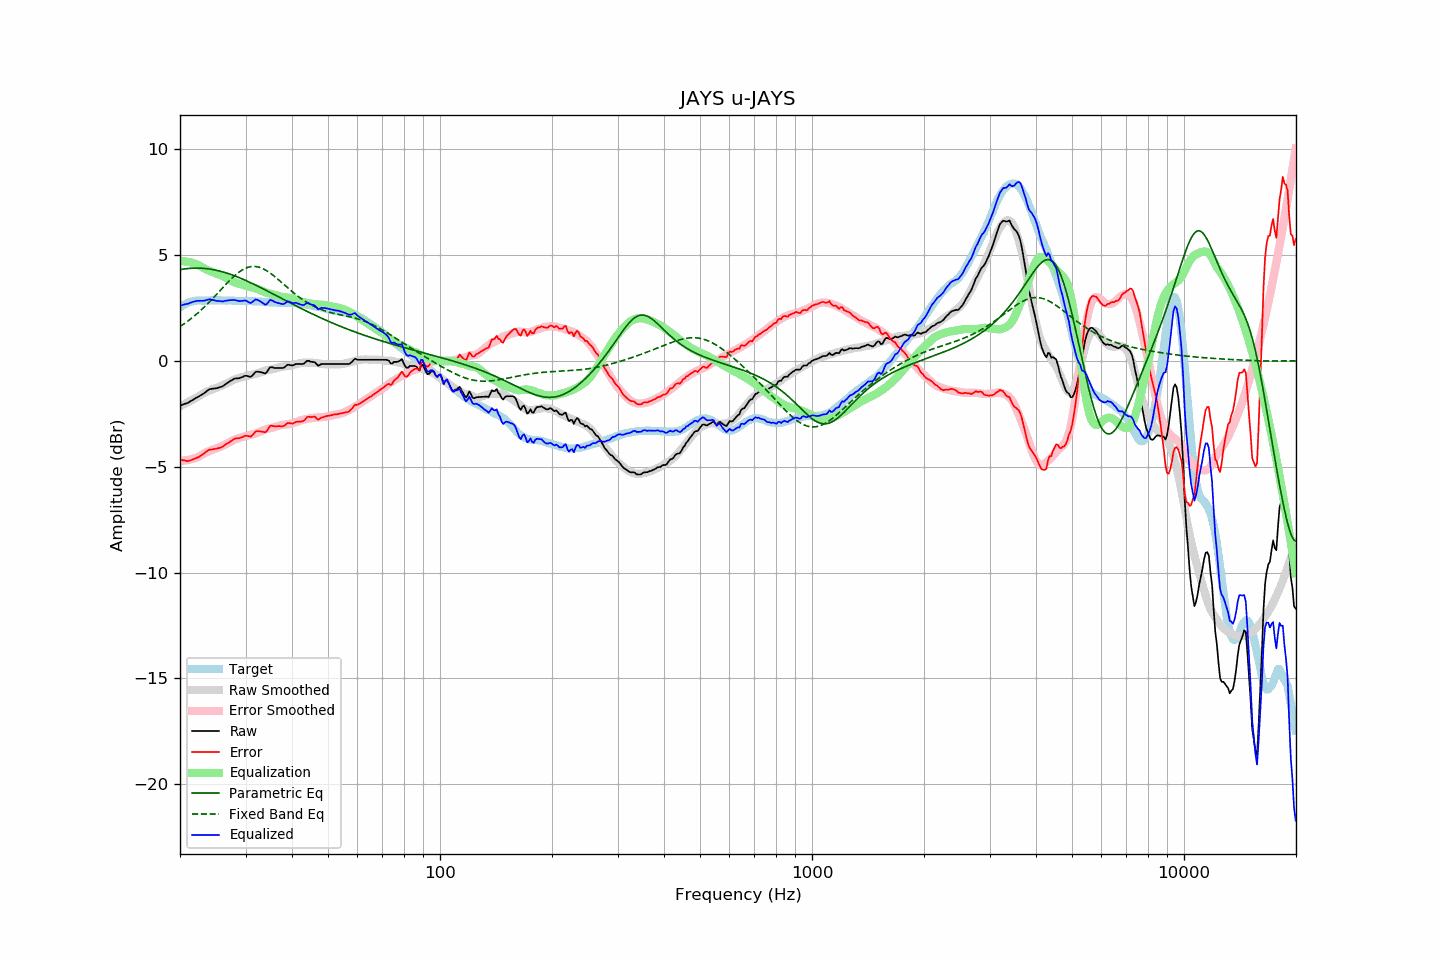 JAYS u-JAYS
10
5
0
−5
−10
−15
−20
Amplitude (dBr)
Target
Raw Smoothed
Error Smoothed
Raw
Error
Equalization
Parametric Eq
Fixed Band Eq
Equalized
100
1000
10000
Frequency (Hz)